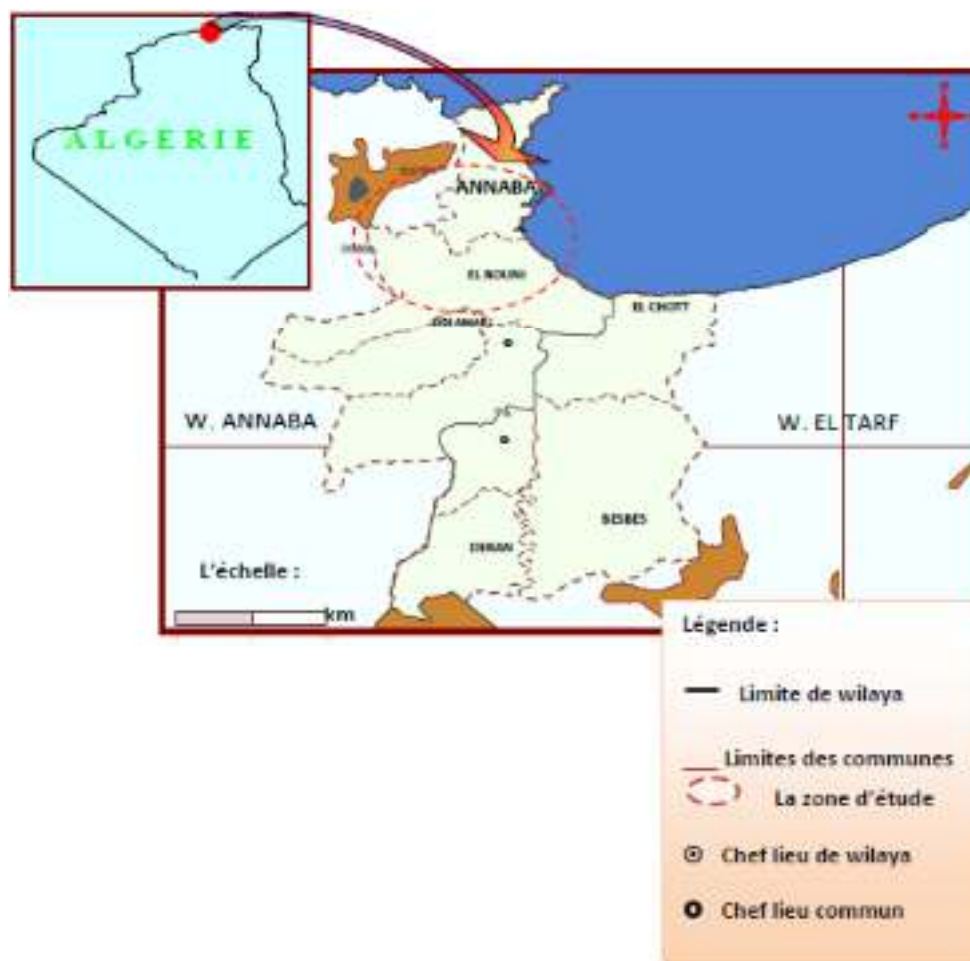 ALGÉRIE
ANNABA
EL BOUNI
EL CHOTT
W. ANNABA
W. EL TARF
BESBES
DREAN
L'échelle :
km
Légende :
Limite de wilaya
Limites des communes
La zone d'étude
Chef lieu de wilaya
Chef lieu commun